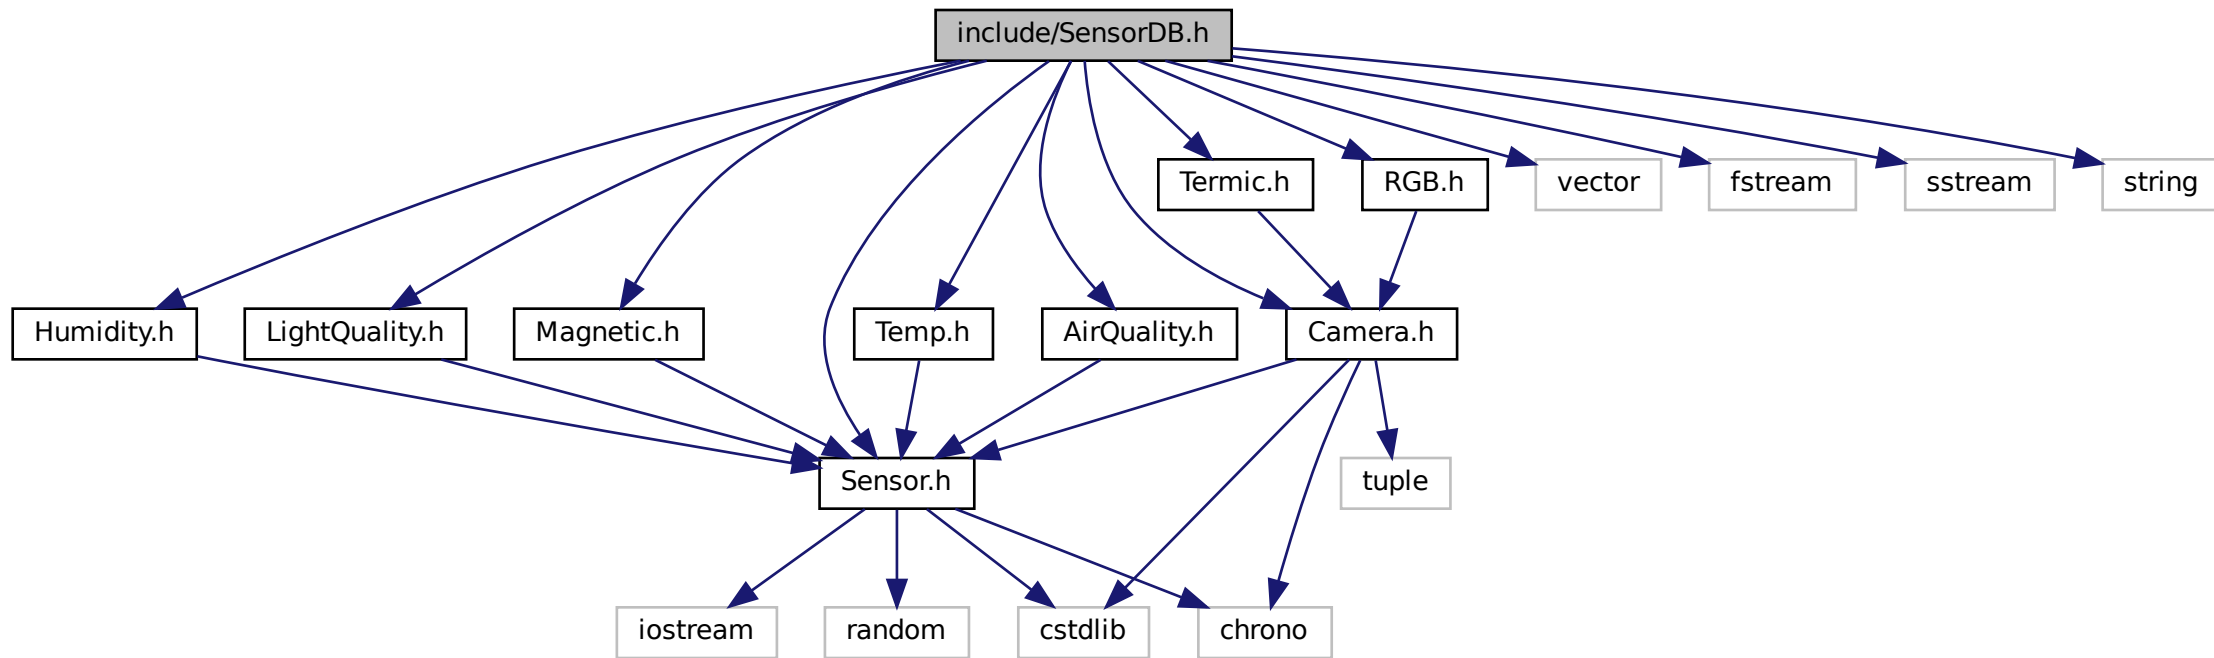 include/SensorDB.h
Termic.h
RGB.h
vector
fstream
sstream
string
Humidity.h
LightQuality.h
Magnetic.h
Temp.h
AirQuality.h
Camera.h
Sensor.h
tuple
iostream
random
cstdlib
chrono